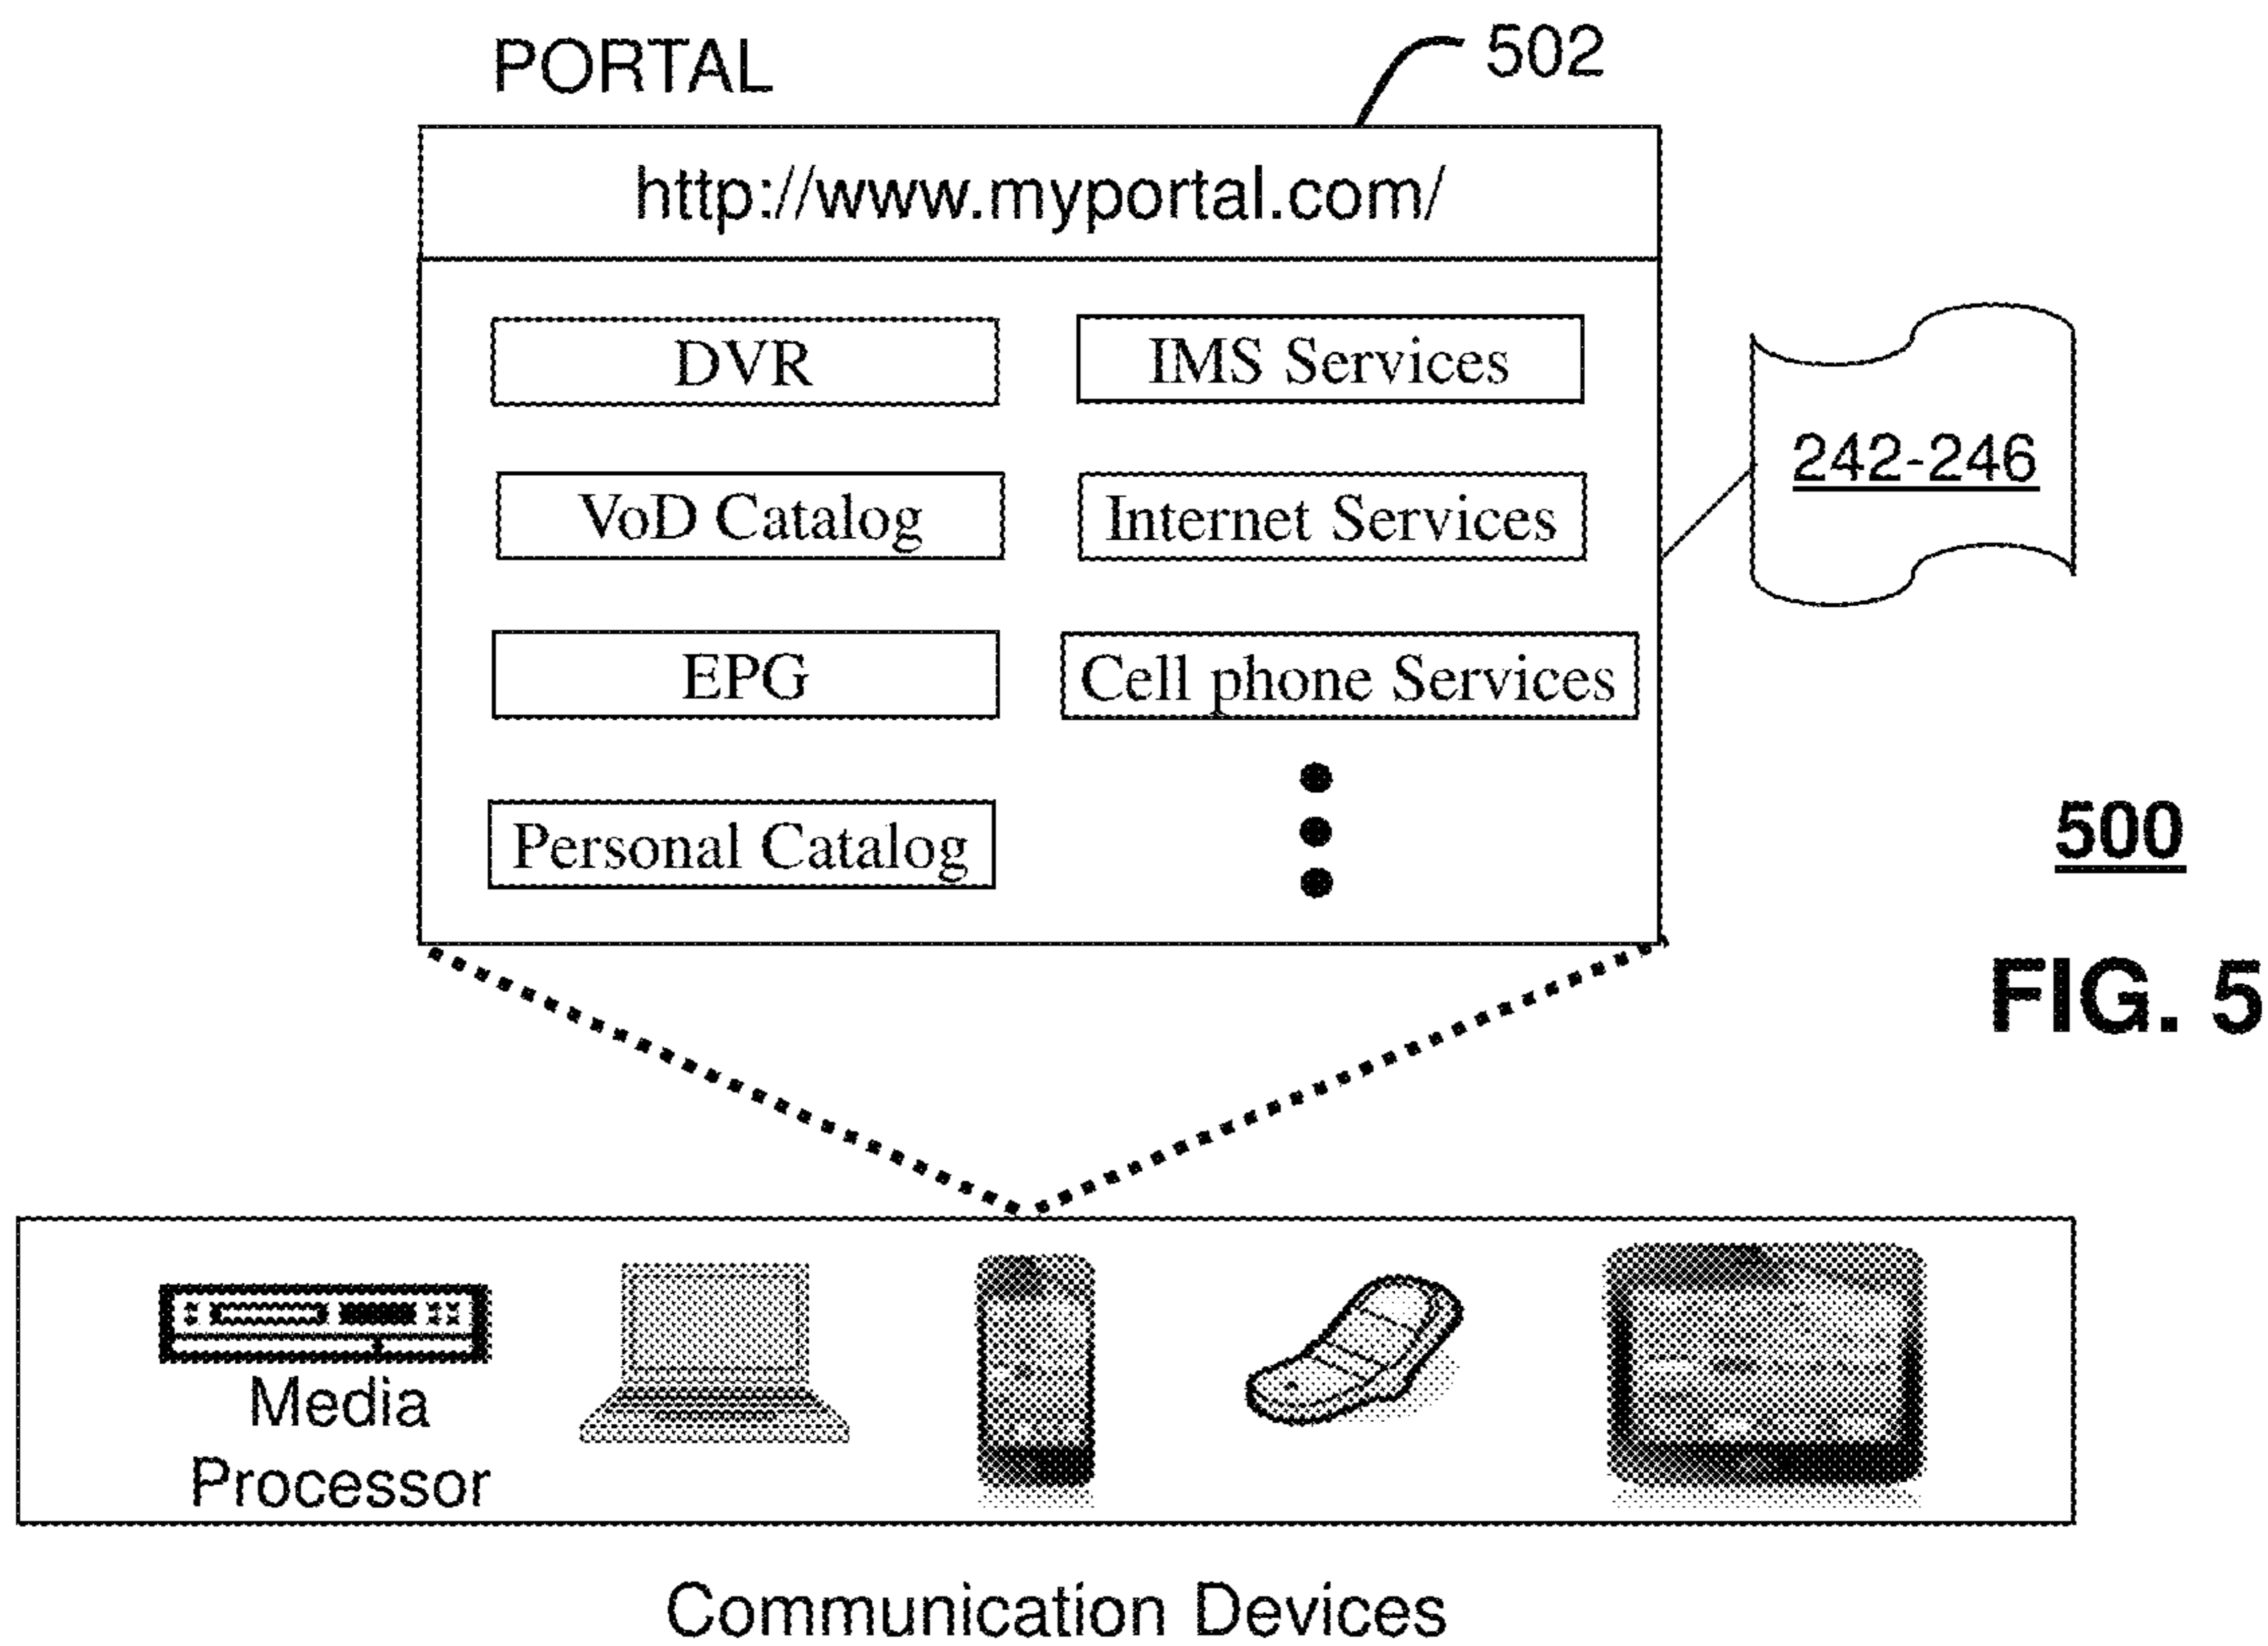 PORTAL
502
http://www.myportal.com/
DVR
IMS Services
242-246
VoD Catalog
Internet Services
EPG
Cell phone Services
Personal Catalog
500
FIG. 5
Media
Processor
Communication Devices